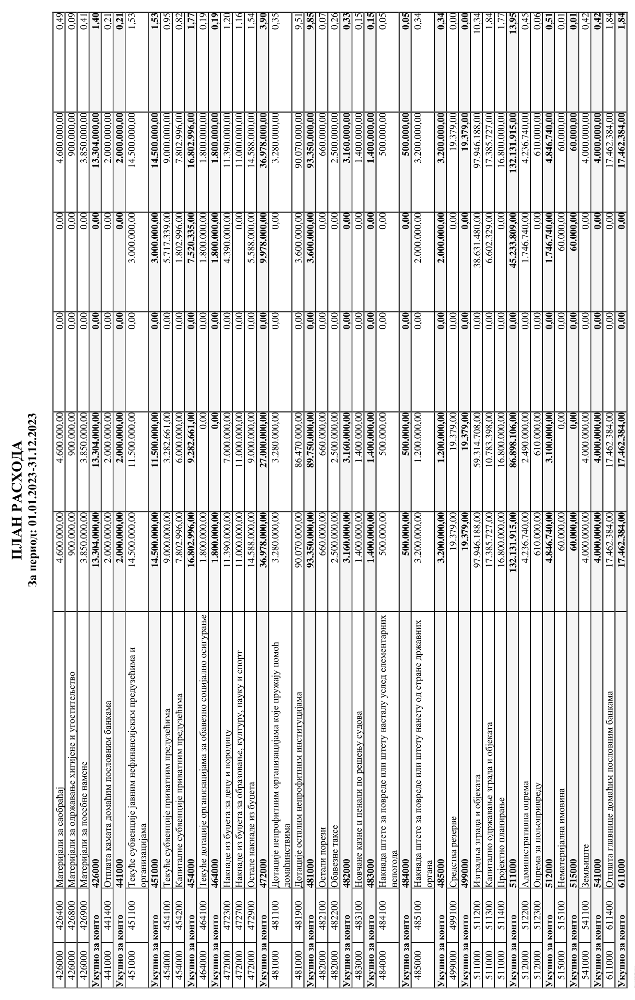 ПЛАН РАСХОДА
За период: 01.01.2023-31.12.2023
426000 426400 Материјали за саобраћај 4.600.000,00 4.600.000,00 0,00 0,00 4.600.000,00 0,49
426000 426800 Материјали за одржавање хигијене и угоститељство 900.000,00 900.000,00 0,00 0,00 900.000,00 0,09
426000 426900 Материјали за посебне намене 3.850.000,00 3.850.000,00 0,00 0,00 3.850.000,00 0,41
Укупно за конто 426000 13.304.000,00 13.304.000,00 0,00 0,00 13.304.000,00 1,40
441000 441400 Отплата камата домаћим пословним банкама 2.000.000,00 2.000.000,00 0,00 0,00 2.000.000,00 0,21
Укупно за конто 441000 2.000.000,00 2.000.000,00 0,00 0,00 2.000.000,00 0,21
451000 451100 Текуће субвенције јавним нефинансијским предузећима и 14.500.000,00 11.500.000,00 0,00 3.000.000,00 14.500.000,00 1,53
организацијама
Укупно за конто 451000 14.500.000,00 11.500.000,00 0,00 3.000.000,00 14.500.000,00 1,53
454000 454100 Текуће субвенције приватним предузећима 9.000.000,00 3.282.661,00 0,00 5.717.339,00 9.000.000,00 0,95
454000 454200 Капиталне субвенције приватним предузећима 7.802.996,00 6.000.000,00 0,00 1.802.996,00 7.802.996,00 0,82
Укупно за конто 454000 16.802.996,00 9.282.661,00 0,00 7.520.335,00 16.802.996,00 1,77
464000 464100 Текуће дотације организацијама за обавезно социјално осигурање 1.800.000,00 0,00 0,00 1.800.000,00 1.800.000,00 0,19
Укупно за конто 464000 1.800.000,00 0,00 0,00 1.800.000,00 1.800.000,00 0,19
472000 472300 Накнаде из буџета за децу и породицу 11.390.000,00 7.000.000,00 0,00 4.390.000,00 11.390.000,00 1,20
472000 472700 Накнаде из буџета за образовање, културу, науку и спорт 11.000.000,00 11.000.000,00 0,00 0,00 11.000.000,00 1,16
472000 472900 Остале накнаде из буџета 14.588.000,00 9.000.000,00 0,00 5.588.000,00 14.588.000,00 1,54
Укупно за конто 472000 36.978.000,00 27.000.000,00 0,00 9.978.000,00 36.978.000,00 3,90
481000 481100 Дотације непрофитним организацијама које пружају помоћ 3.280.000,00 3.280.000,00 0,00 0,00 3.280.000,00 0,35
домаћинствима
481000 481900 Дотације осталим непрофитним институцијама 90.070.000,00 86.470.000,00 0,00 3.600.000,00 90.070.000,00 9,51
Укупно за конто 481000 93.350.000,00 89.750.000,00 0,00 3.600.000,00 93.350.000,00 9,85
482000 482100 Остали порези 660.000,00 660.000,00 0,00 0,00 660.000,00 0,07
482000 482200 Обавезне таксе 2.500.000,00 2.500.000,00 0,00 0,00 2.500.000,00 0,26
Укупно за конто 482000 3.160.000,00 3.160.000,00 0,00 0,00 3.160.000,00 0,33
483000 483100 Новчане казне и пенали по решењу судова 1.400.000,00 1.400.000,00 0,00 0,00 1.400.000,00 0,15
Укупно за конто 483000 1.400.000,00 1.400.000,00 0,00 0,00 1.400.000,00 0,15
484000 484100 Накнада штете за повреде или штету насталу услед елементарних 500.000,00 500.000,00 0,00 0,00 500.000,00 0,05
непогода
Укупно за конто 484000 500.000,00 500.000,00 0,00 0,00 500.000,00 0,05
485000 485100 Накнада штете за повреде или штету нанету од стране државних 3.200.000,00 1.200.000,00 0,00 2.000.000,00 3.200.000,00 0,34
органа
Укупно за конто 485000 3.200.000,00 1.200.000,00 0,00 2.000.000,00 3.200.000,00 0,34
499000 499100 Средства резерве 19.379,00 19.379,00 0,00 0,00 19.379,00 0,00
Укупно за конто 499000 19.379,00 19.379,00 0,00 0,00 19.379,00 0,00
511000 511200 Изградња зграда и објеката 97.946.188,00 59.314.708,00 0,00 38.631.480,00 97.946.188,00 10,34
511000 511300 Капитално одржавање зграда и објеката 17.385.727,00 10.783.398,00 0,00 6.602.329,00 17.385.727,00 1,84
511000 511400 Пројектно планирање 16.800.000,00 16.800.000,00 0,00 0,00 16.800.000,00 1,77
Укупно за конто 511000 132.131.915,00 86.898.106,00 0,00 45.233.809,00 132.131.915,00 13,95
512000 512200 Административна опрема 4.236.740,00 2.490.000,00 0,00 1.746.740,00 4.236.740,00 0,45
512000 512300 Опрема за пољопривреду 610.000,00 610.000,00 0,00 0,00 610.000,00 0,06
Укупно за конто 512000 4.846.740,00 3.100.000,00 0,00 1.746.740,00 4.846.740,00 0,51
515000 515100 Нематеријална имовина 60.000,00 0,00 0,00 60.000,00 60.000,00 0,01
Укупно за конто 515000 60.000,00 0,00 0,00 60.000,00 60.000,00 0,01
541000 541100 Земљиште 4.000.000,00 4.000.000,00 0,00 0,00 4.000.000,00 0,42
Укупно за конто 541000 4.000.000,00 4.000.000,00 0,00 0,00 4.000.000,00 0,42
611000 611400 Отплата главнице домаћим пословним банкама 17.462.384,00 17.462.384,00 0,00 0,00 17.462.384,00 1,84
Укупно за конто 611000 17.462.384,00 17.462.384,00 0,00 0,00 17.462.384,00 1,84